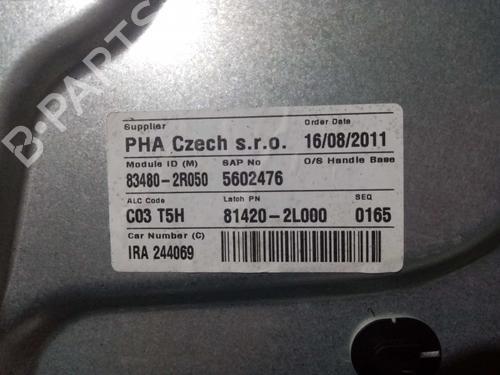 B-PARTS
Supplier Order Date
PHA Czech s.r.o. 16/08/2011
Module ID (M) SAP No O/S Handle Base
83480-2R050 5602476
ALC Code Latch PN SEQ
C03 T5H 81420-2L000 0165
Car Number (C)
IRA 244069